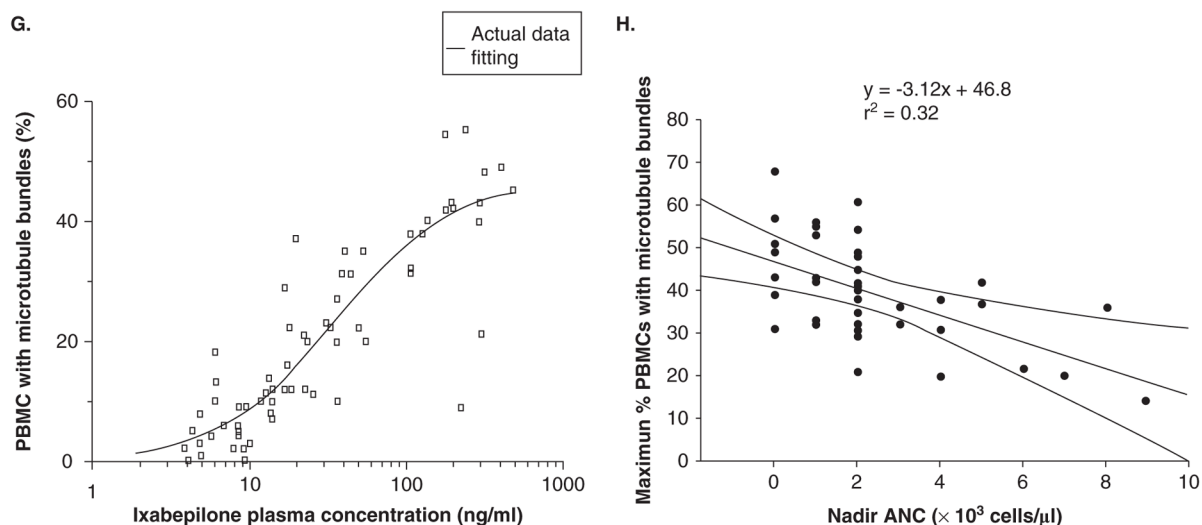 G.
Actual data
fitting
PBMC with microtubule bundles (%)
60
40
20
0
1
10
100
1000
Ixabepilone plasma concentration (ng/ml)
H.
y = -3.12x + 46.8
r² = 0.32
Maximun % PBMCs with microtubule bundles
80
70
60
50
40
30
20
10
0
0
2
4
6
8
10
Nadir ANC (× 10³ cells/µl)